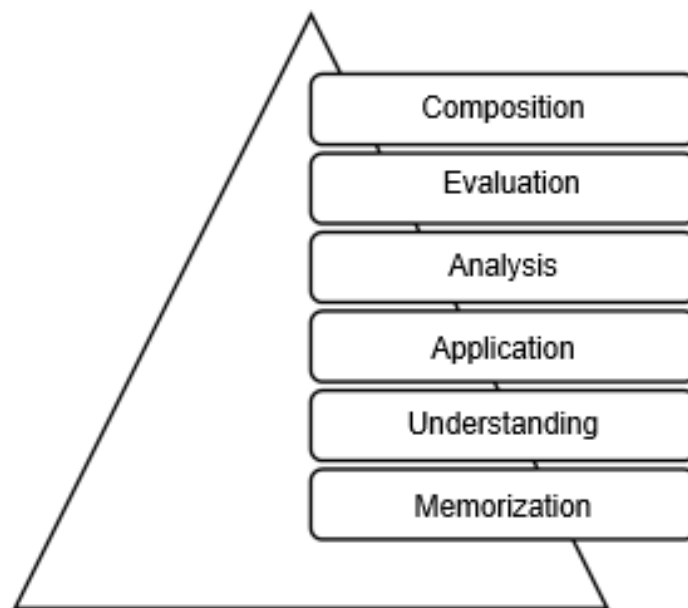 Composition
Evaluation
Analysis
Application
Understanding
Memorization